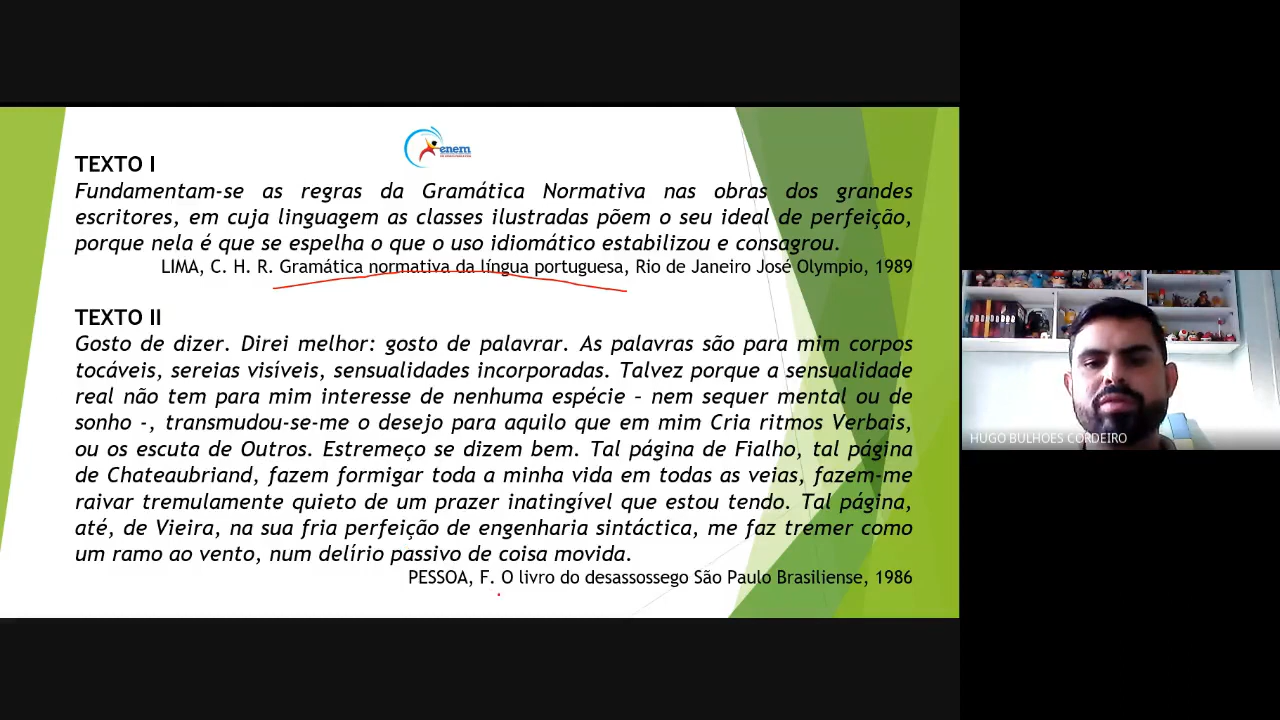 enem
TEXTO I
Fundamentam-se as regras da Gramática Normativa nas obras dos grandes
escritores, em cuja linguagem as classes ilustradas põem o seu ideal de perfeição,
porque nela é que se espelha o que o uso idiomático estabilizou e consagrou.
LIMA, C. H. R. Gramática normativa da língua portuguesa, Rio de Janeiro José Olympio, 1989
TEXTO II
Gosto de dizer. Direi melhor: gosto de palavrar. As palavras são para mim corpos
tocáveis, sereias visíveis, sensualidades incorporadas. Talvez porque a sensualidade
real não tem para mim interesse de nenhuma espécie – nem sequer mental ou de
sonho -, transmudou-se-me o desejo para aquilo que em mim Cria ritmos Verbais,
ou os escuta de Outros. Estremeço se dizem bem. Tal página de Fialho, tal página
de Chateaubriand, fazem formigar toda a minha vida em todas as veias, fazem-me
raivar tremulamente quieto de um prazer inatingível que estou tendo. Tal página,
até, de Vieira, na sua fria perfeição de engenharia sintáctica, me faz tremer como
um ramo ao vento, num delírio passivo de coisa movida.
PESSOA, F. O livro do desassossego São Paulo Brasiliense, 1986
HUGO BULHOES CORDEIRO